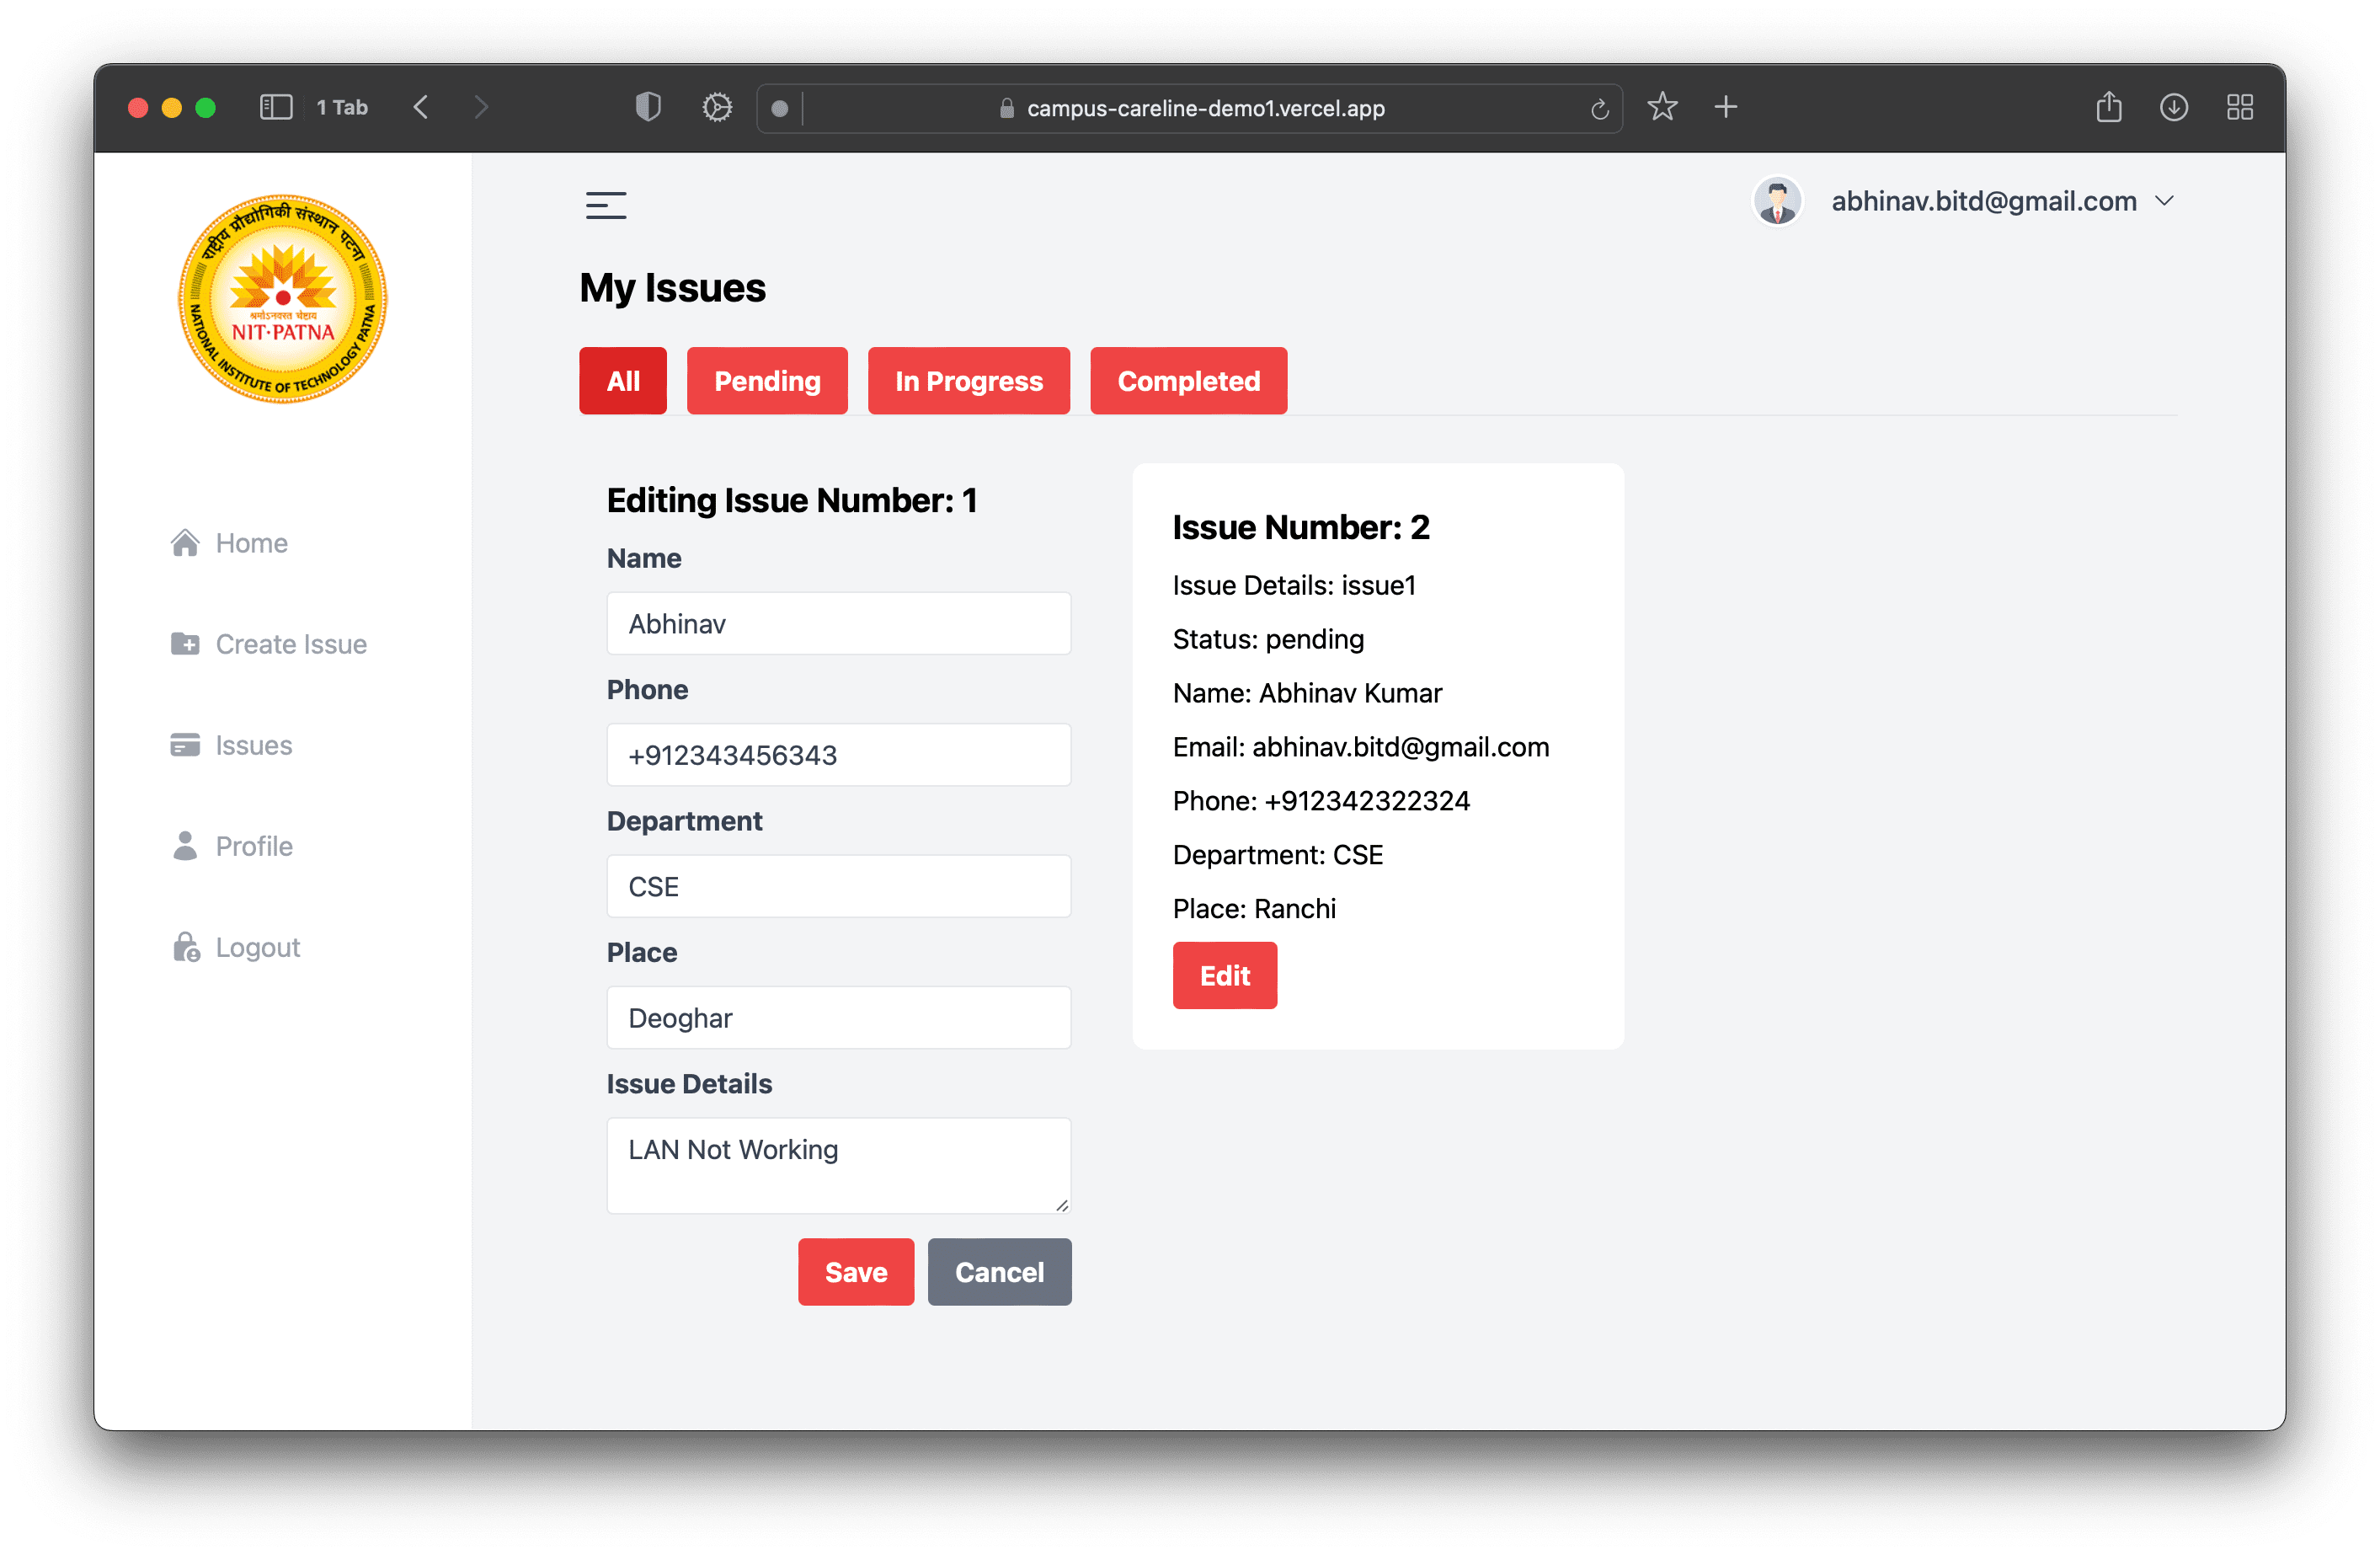 1 Tab
campus-careline-demo1.vercel.app
राष्ट्रीय प्रौद्योगिकी संस्थान पटना
श्रमोऽनवरत चेष्टाय
NIT·PATNA
NATIONAL INSTITUTE OF TECHNOLOGY PATNA
Home
Create Issue
Issues
Profile
Logout
abhinav.bitd@gmail.com
My Issues
All
Pending
In Progress
Completed
Editing Issue Number: 1
Name
Abhinav
Phone
+912343456343
Department
CSE
Place
Deoghar
Issue Details
LAN Not Working
Save
Cancel
Issue Number: 2
Issue Details: issue1
Status: pending
Name: Abhinav Kumar
Email: abhinav.bitd@gmail.com
Phone: +912342322324
Department: CSE
Place: Ranchi
Edit